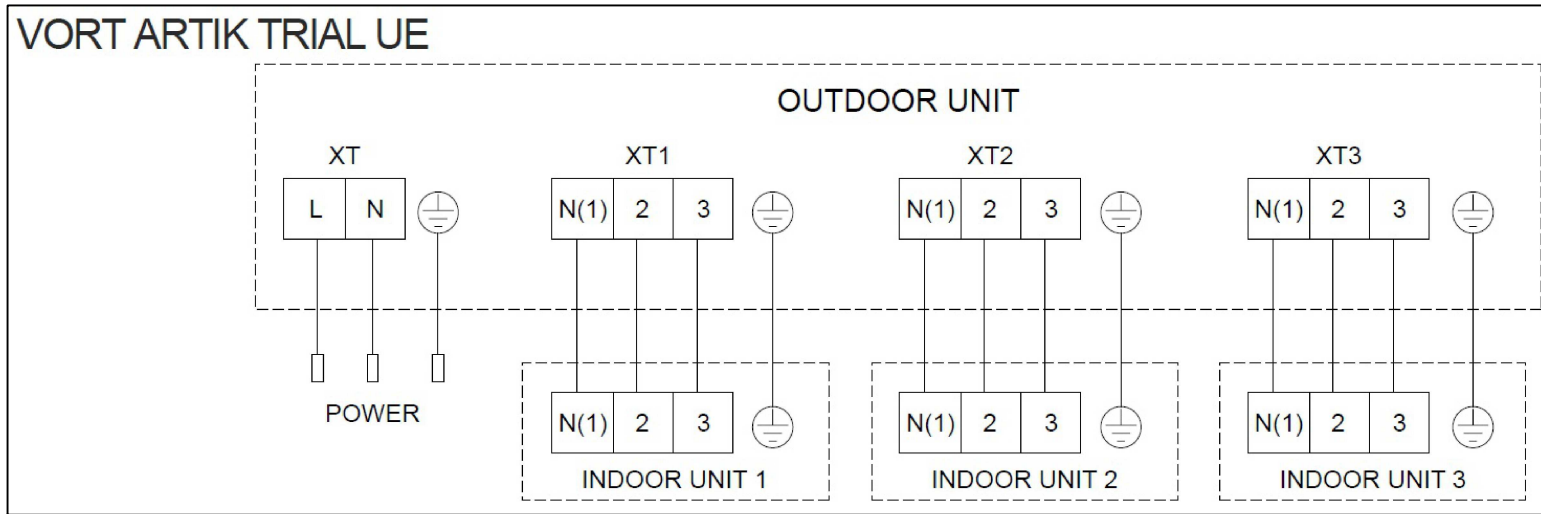 VORT ARTIK TRIAL UE
OUTDOOR UNIT
XT XT1 XT2 XT3
L N N(1) 2 3 N(1) 2 3 N(1) 2 3
POWER
N(1) 2 3 N(1) 2 3 N(1) 2 3
INDOOR UNIT 1 INDOOR UNIT 2 INDOOR UNIT 3